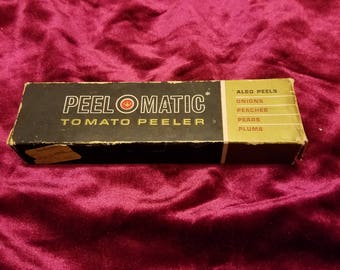 PEEL O MATIC
TOMATO PEELER
ALSO PEELS
ONIONS
PEACHES
PEARS
PLUMS